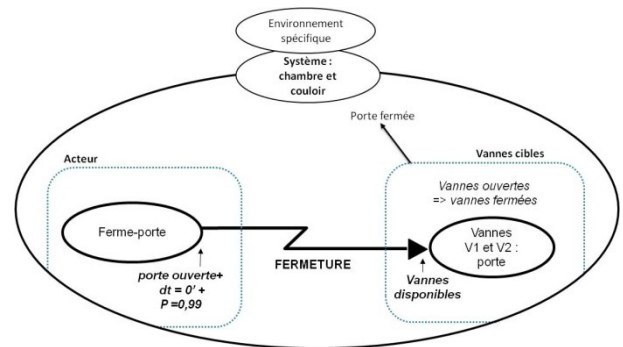 Environnement
spécifique
Système :
chambre et
couloir
Porte fermée
Acteur
Vannes cibles
Vannes ouvertes
=> vannes fermées
Ferme-porte
Vannes
V1 et V2 :
porte
FERMETURE
porte ouverte+
dt = 0' +
P =0,99
Vannes
disponibles